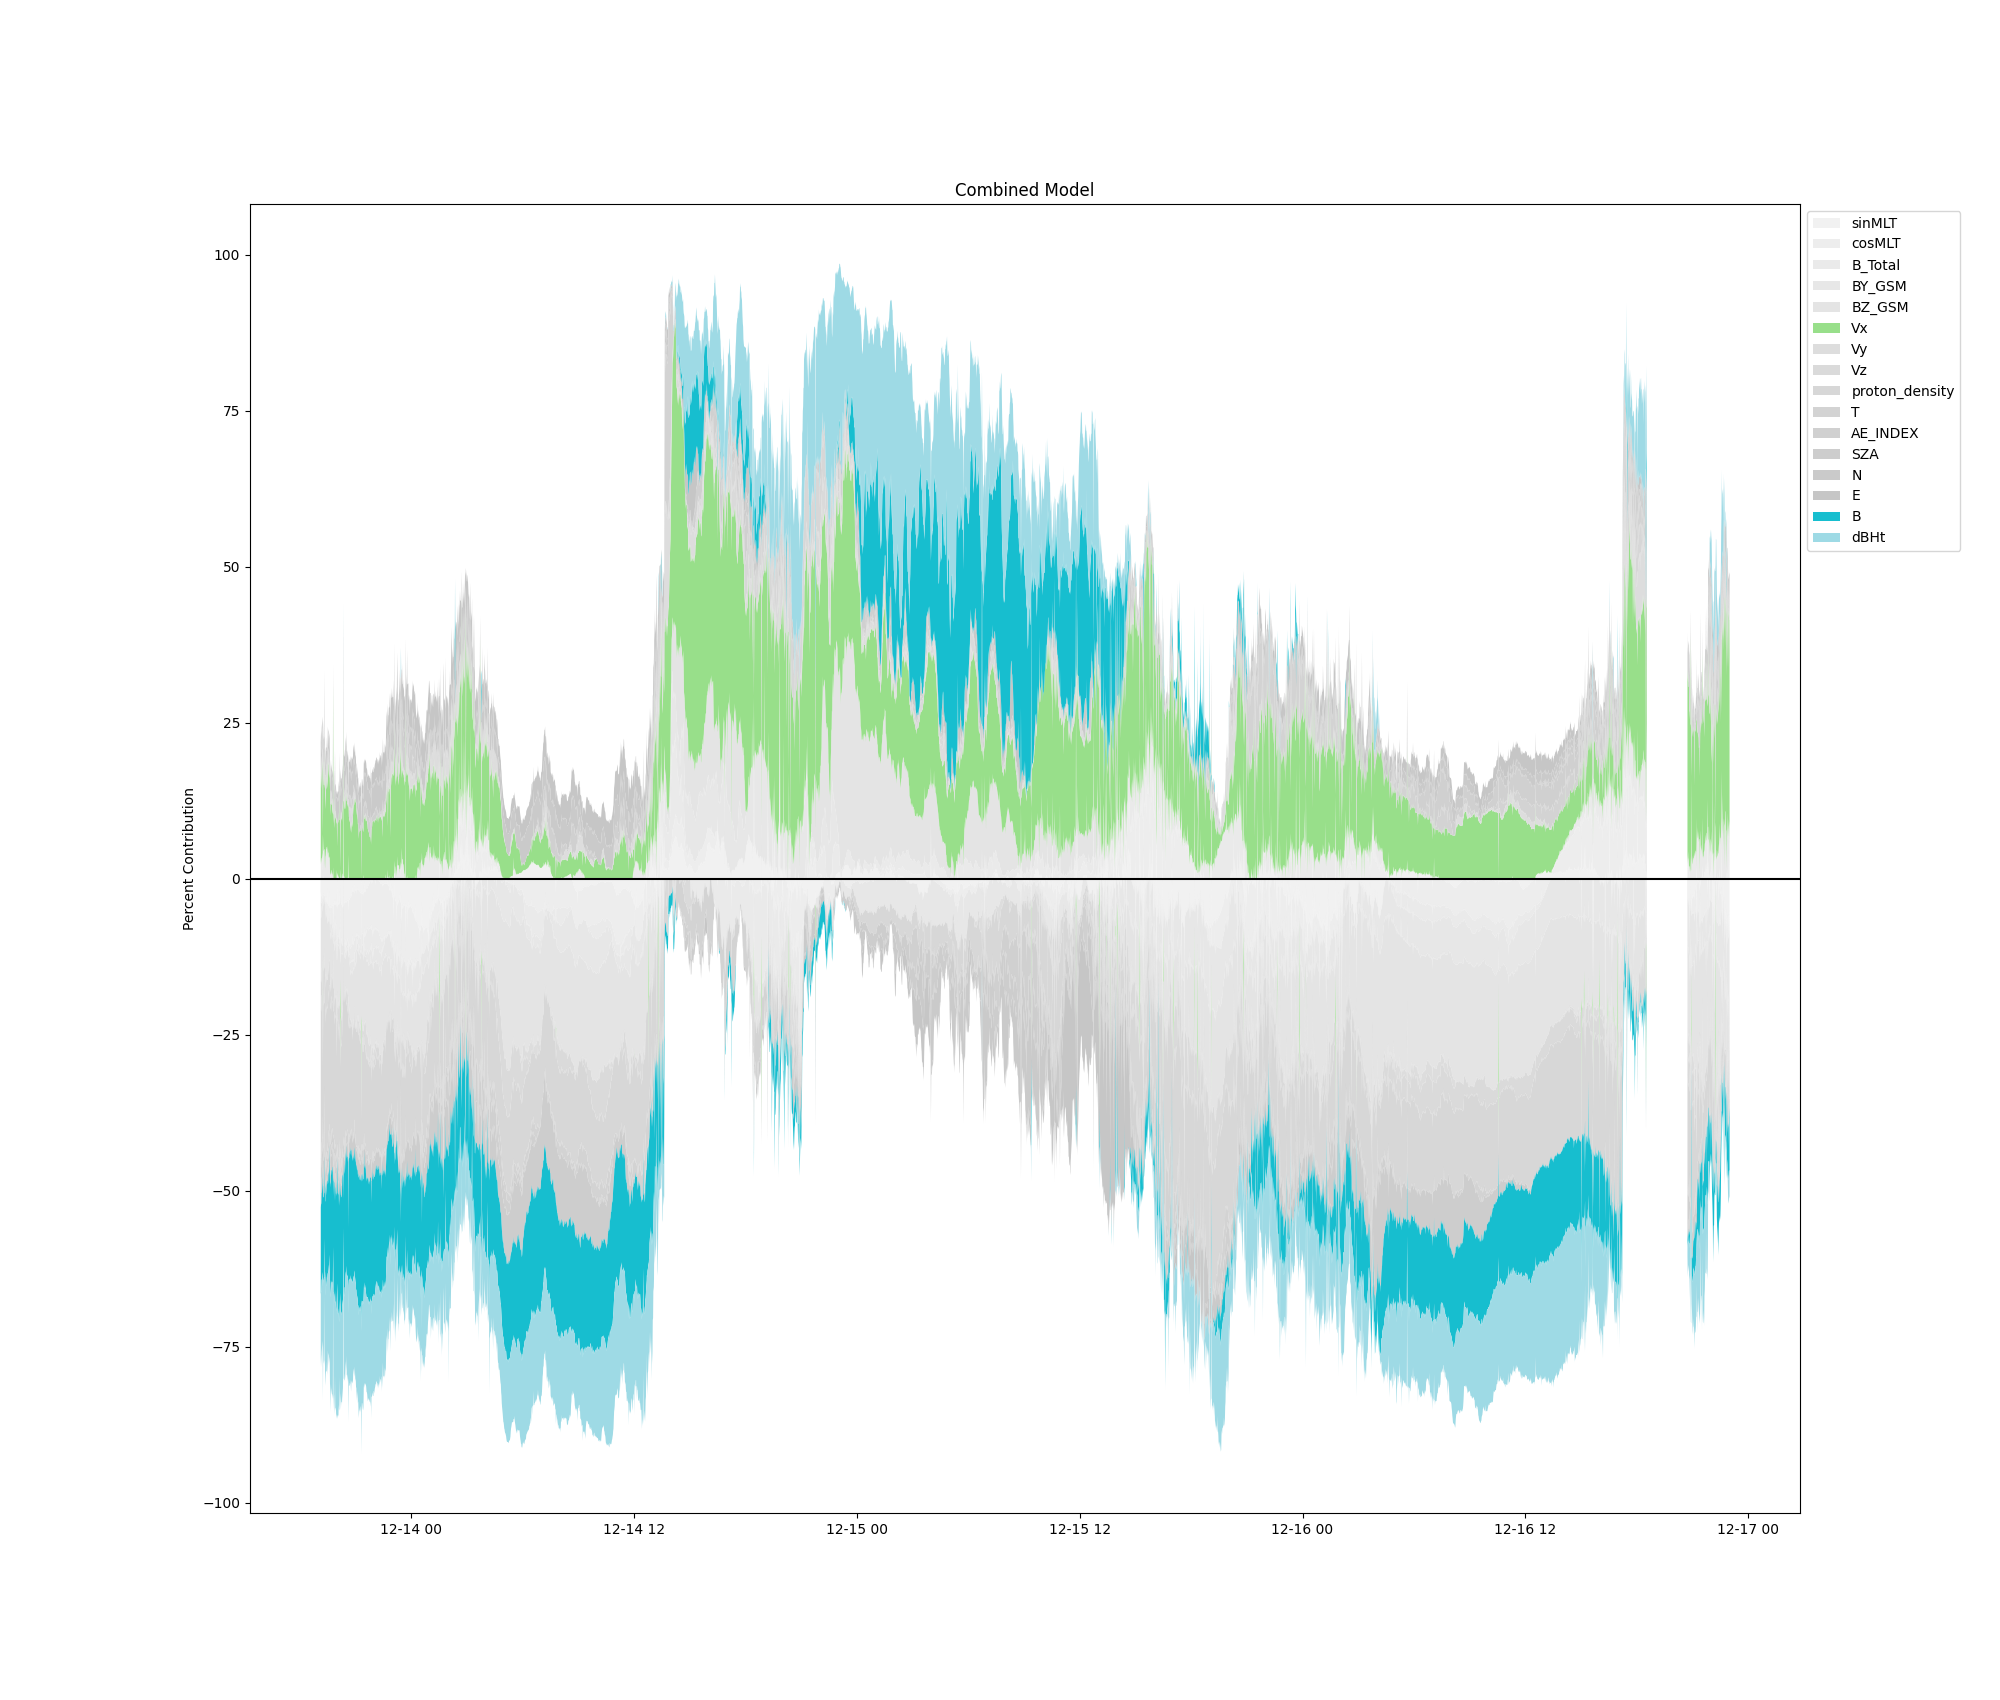 Combined Model
100
75
50
25
0
−25
−50
−75
−100
Percent Contribution
12-14 00
12-14 12
12-15 00
12-15 12
12-16 00
12-16 12
12-17 00
sinMLT
cosMLT
B_Total
BY_GSM
BZ_GSM
Vx
Vy
Vz
proton_density
T
AE_INDEX
SZA
N
E
B
dBHt